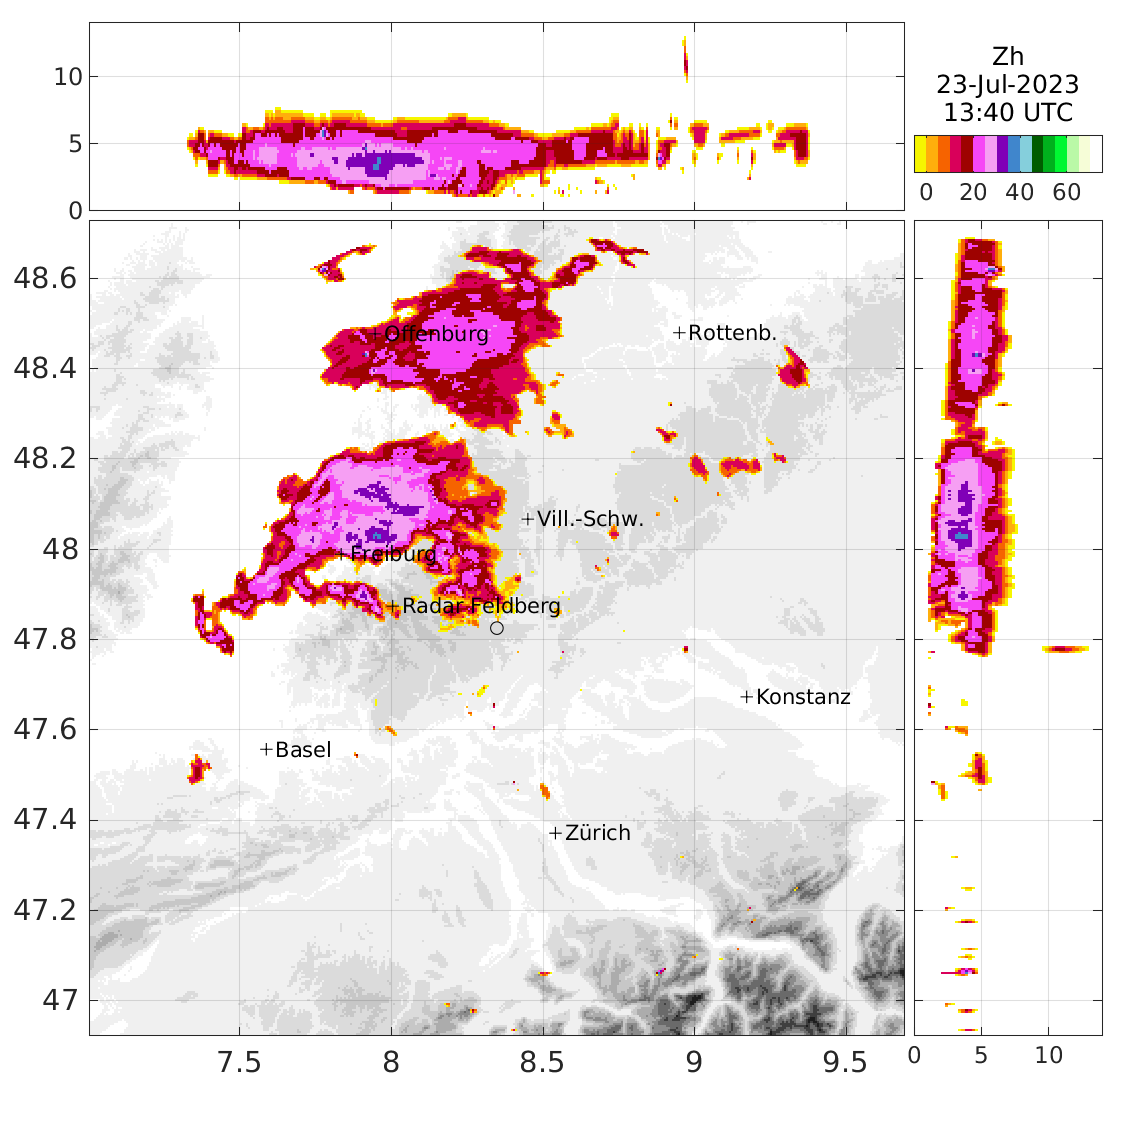 10
5
0
Zh
23-Jul-2023
13:40 UTC
0 20 40 60
48.6
48.4
48.2
48
47.8
47.6
47.4
47.2
47
Offenburg
Rottenb.
Vill.-Schw.
Freiburg
Radar Feldberg
Konstanz
Basel
Zürich
7.5 8 8.5 9 9.5
0 5 10